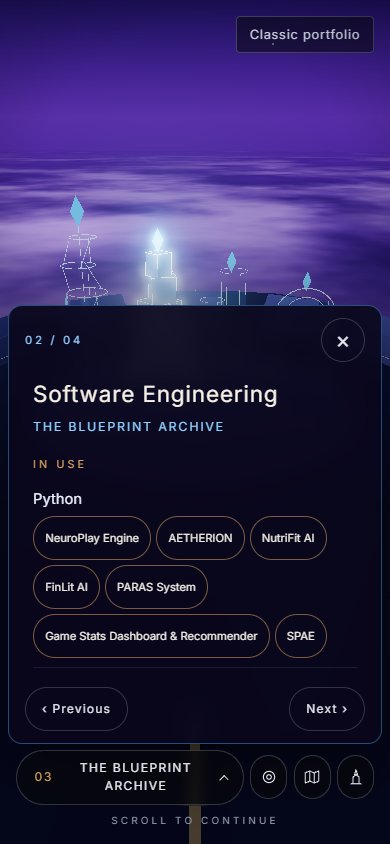 Classic portfolio
02 / 04
×
Software Engineering
THE BLUEPRINT ARCHIVE
IN USE
Python
NeuroPlay Engine AETHERION NutriFit AI
FinLit AI PARAS System
Game Stats Dashboard & Recommender SPAE
‹ Previous Next ›
03 THE BLUEPRINT
ARCHIVE
SCROLL TO CONTINUE